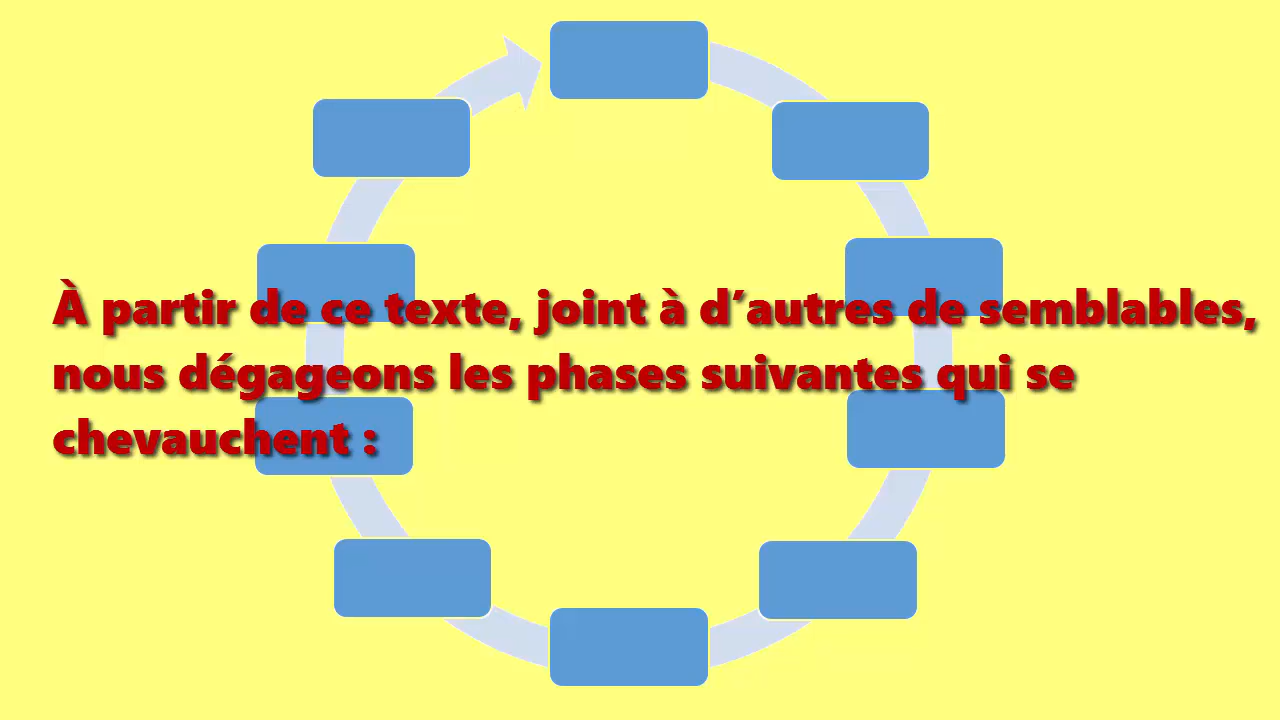 À partir de ce texte, joint à d’autres de semblables,
nous dégageons les phases suivantes qui se
chevauchent :